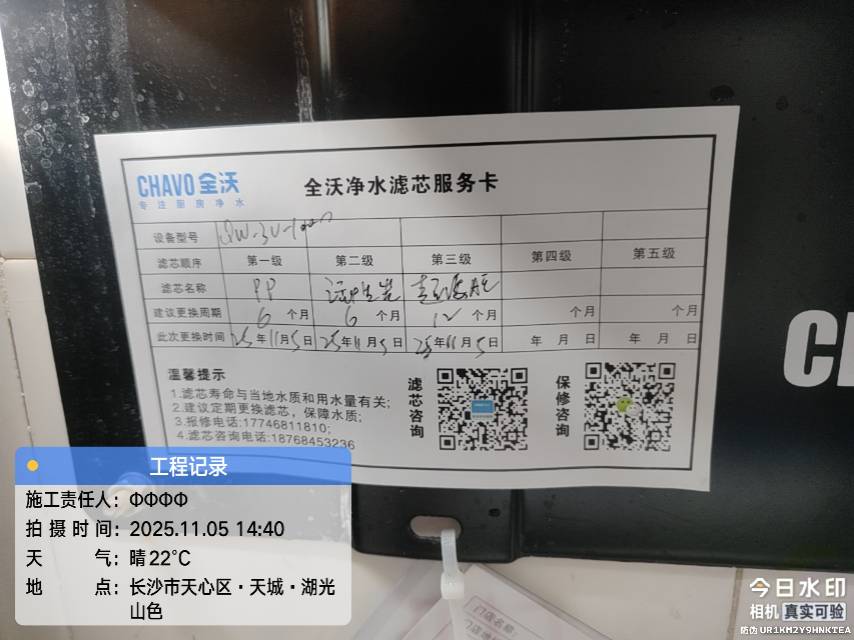 CHAVO 全沃
专注厨房净水
全沃净水滤芯服务卡
设备型号
滤芯顺序 第一级 第二级 第三级 第四级 第五级
滤芯名称 PP
建议更换周期 6 个月 6 个月 12 个月 个月 个月
此次更换时间 25年11月5日 25年11月5日 25年11月5日 年 月 日 年 月 日
温馨提示
1.滤芯寿命与当地水质和用水量有关;
2.建议定期更换滤芯，保障水质;
3.报修电话:17746811810;
4.滤芯咨询电话:18768453236
滤芯咨询
保修咨询
工程记录
施工责任人：ΦΦΦΦ
拍摄时间：2025.11.05 14:40
天气：晴 22℃
地点：长沙市天心区·天城·湖光
山色
门店名称:
今日水印
相机 真实可验
防伪 UR1KM2Y9HNKTEA